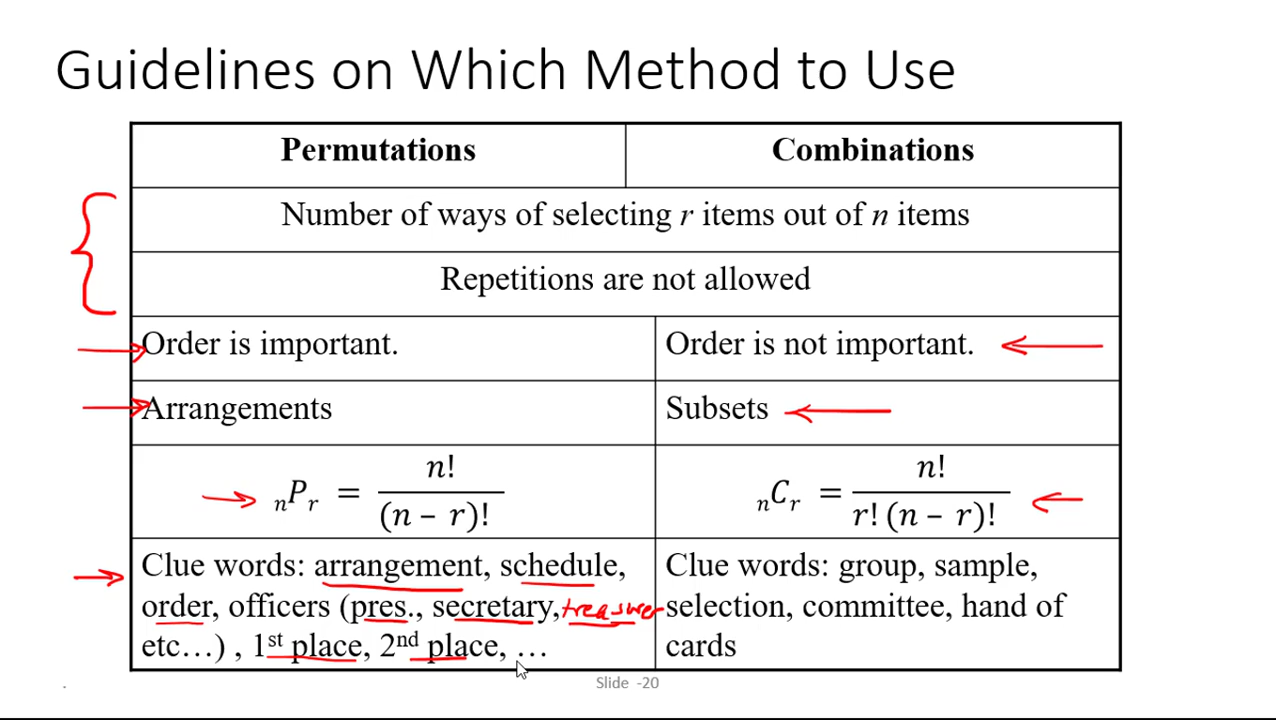 Guidelines on Which Method to Use
Permutations
Combinations
Number of ways of selecting r items out of n items
Repetitions are not allowed
Order is important.
Order is not important.
Arrangements
Subsets
nPr = n! / (n – r)!
nCr = n! / r! (n – r)!
Clue words: arrangement, schedule,
order, officers (pres., secretary, treasurer
etc…) , 1st place, 2nd place, …
Clue words: group, sample,
selection, committee, hand of
cards
Slide -20